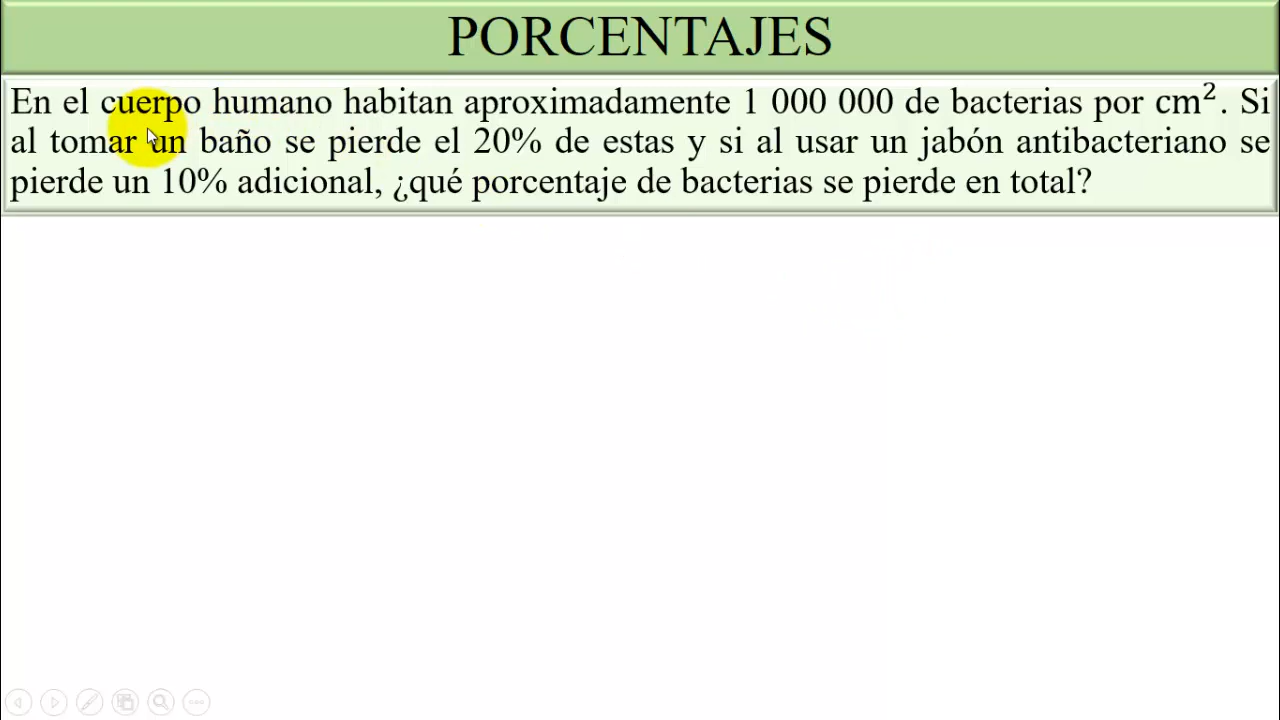 PORCENTAJES
En el cuerpo humano habitan aproximadamente 1 000 000 de bacterias por cm². Si
al tomar un baño se pierde el 20% de estas y si al usar un jabón antibacteriano se
pierde un 10% adicional, ¿qué porcentaje de bacterias se pierde en total?